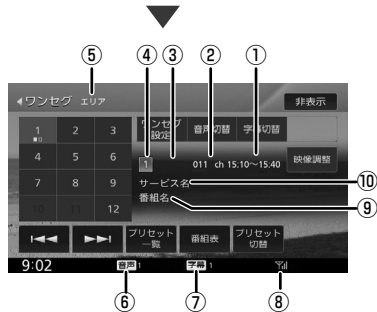 ⑤ ④ ③ ② ①
ワンセグ エリア 非表示
1 2 3 ワンセグ設定 音声切替 字幕切替
4 5 6 1 011 ch 15:10～15:40 映像調整
7 8 9 サービス名 ⑩
10 11 12 番組名 ⑨
プリセット一覧 番組表 プリセット切替
9:02 音声 1 字幕 1
⑥ ⑦ ⑧